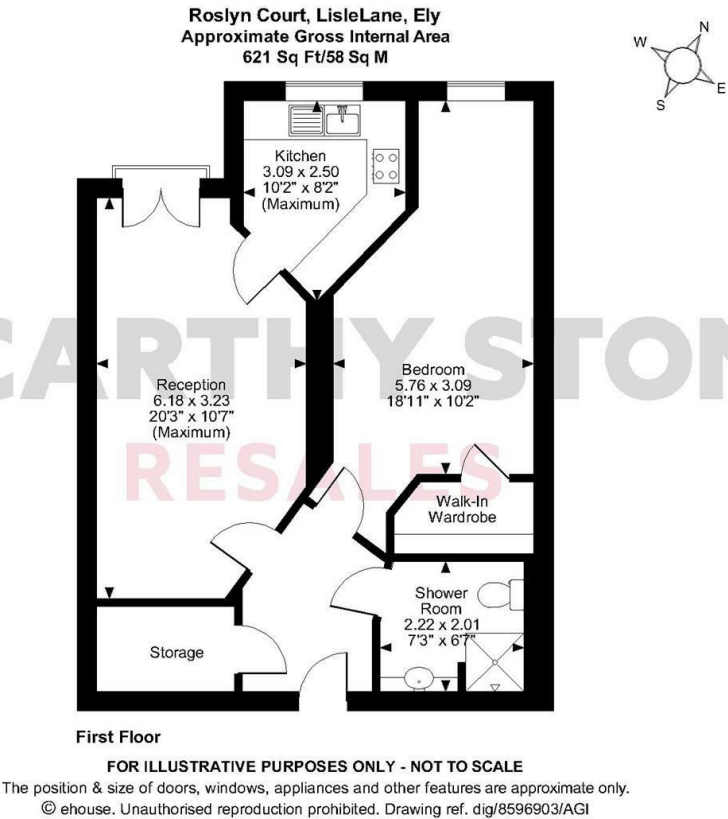 Roslyn Court, LisleLane, Ely
Approximate Gross Internal Area
621 Sq Ft/58 Sq M
N
W
E
S
Kitchen
3.09 x 2.50
10'2" x 8'2"
(Maximum)
CARTHY STON
Bedroom
5.76 x 3.09
18'11" x 10'2"
Reception
6.18 x 3.23
20'3" x 10'7"
(Maximum)
RESALES
Walk-In
Wardrobe
Shower
Room
2.22 x 2.01
7'3" x 6'7"
Storage
First Floor
FOR ILLUSTRATIVE PURPOSES ONLY - NOT TO SCALE
The position & size of doors, windows, appliances and other features are approximate only.
© ehouse. Unauthorised reproduction prohibited. Drawing ref. dig/8596903/AGI